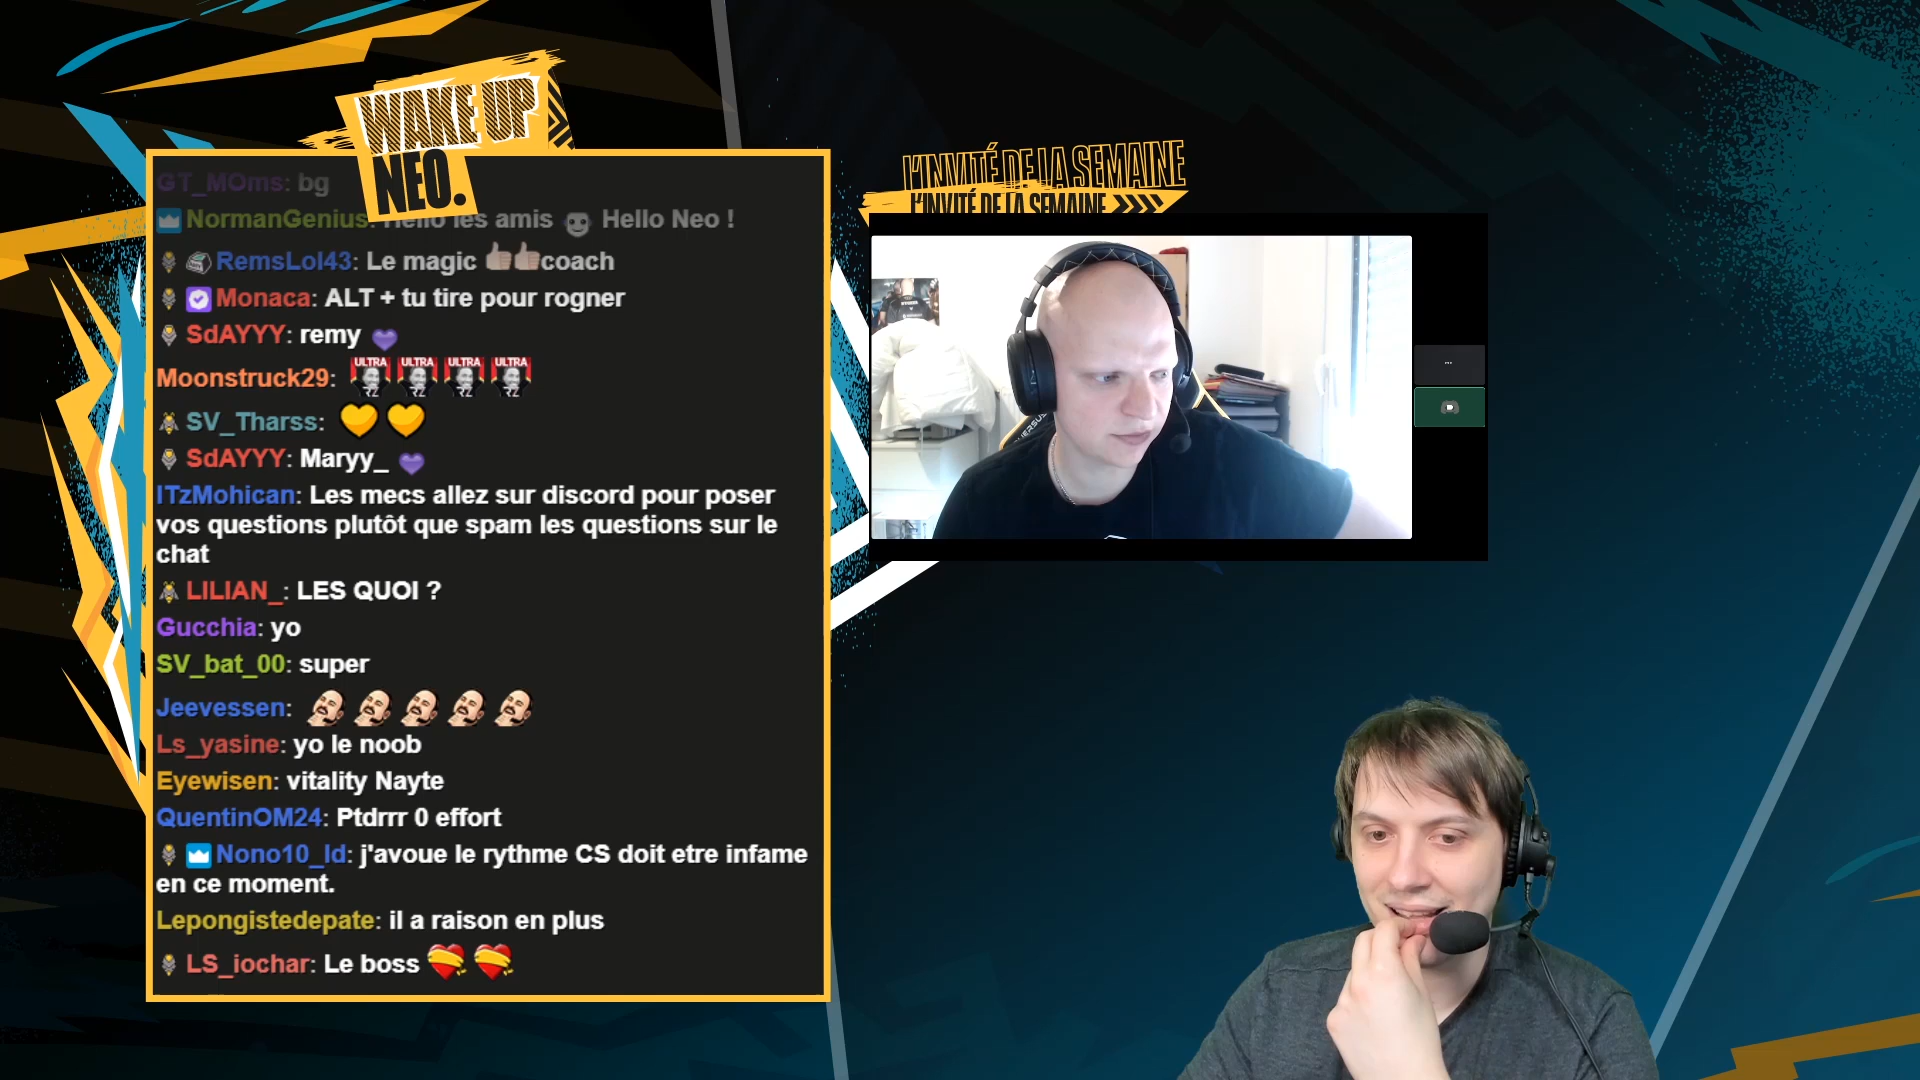 WAKE UP
NEO.
GT_MOms: bg
NormanGenius: Hello les amis Hello Neo !
RemsLol43: Le magic coach
Monaca: ALT + tu tire pour rogner
SdAYYY: remy
Moonstruck29: ULTRA ULTRA ULTRA ULTRA
SV_Tharss:
SdAYYY: Maryy_
ITzMohican: Les mecs allez sur discord pour poser
vos questions plutôt que spam les questions sur le
chat
LILIAN_: LES QUOI ?
Gucchia: yo
SV_bat_00: super
Jeevessen:
Ls_yasine: yo le noob
Eyewisen: vitality Nayte
QuentinOM24: Ptdrrr 0 effort
Nono10_ld: j'avoue le rythme CS doit etre infame
en ce moment.
Lepongistedepate: il a raison en plus
LS_iochar: Le boss
L'INVITÉ DE LA SEMAINE
L'INVITÉ DE LA SEMAINE